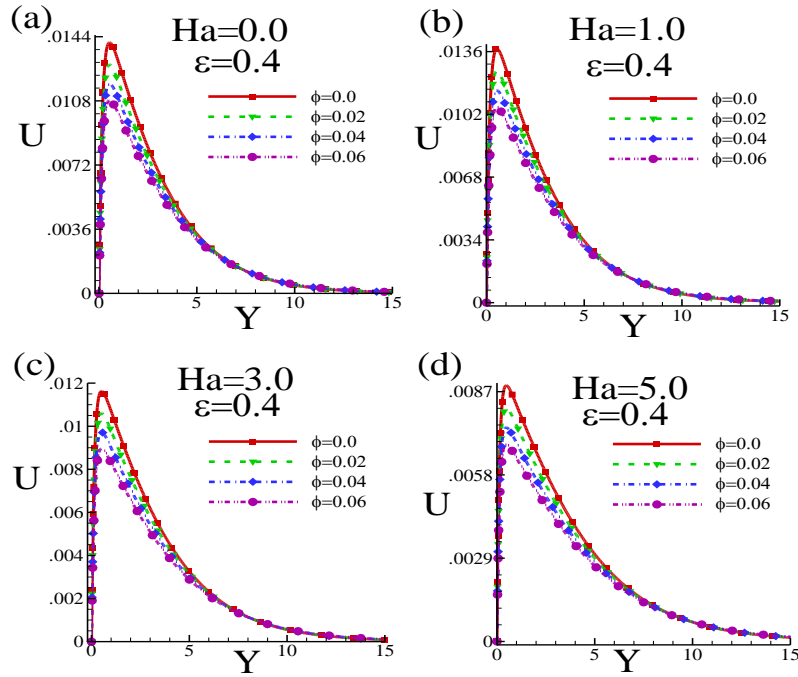 (a)
Ha=0.0
ε=0.4
ϕ=0.0
ϕ=0.02
ϕ=0.04
ϕ=0.06
.0144
.0108
.0072
.0036
0
U
0
5
10
15
Y
(b)
Ha=1.0
ε=0.4
ϕ=0.0
ϕ=0.02
ϕ=0.04
ϕ=0.06
.0136
.0102
.0068
.0034
0
U
0
5
10
15
Y
(c)
Ha=3.0
ε=0.4
ϕ=0.0
ϕ=0.02
ϕ=0.04
ϕ=0.06
.012
.01
.008
.006
.004
.002
0
U
0
5
10
15
Y
(d)
Ha=5.0
ε=0.4
ϕ=0.0
ϕ=0.02
ϕ=0.04
ϕ=0.06
.0087
.0058
.0029
0
U
0
5
10
15
Y